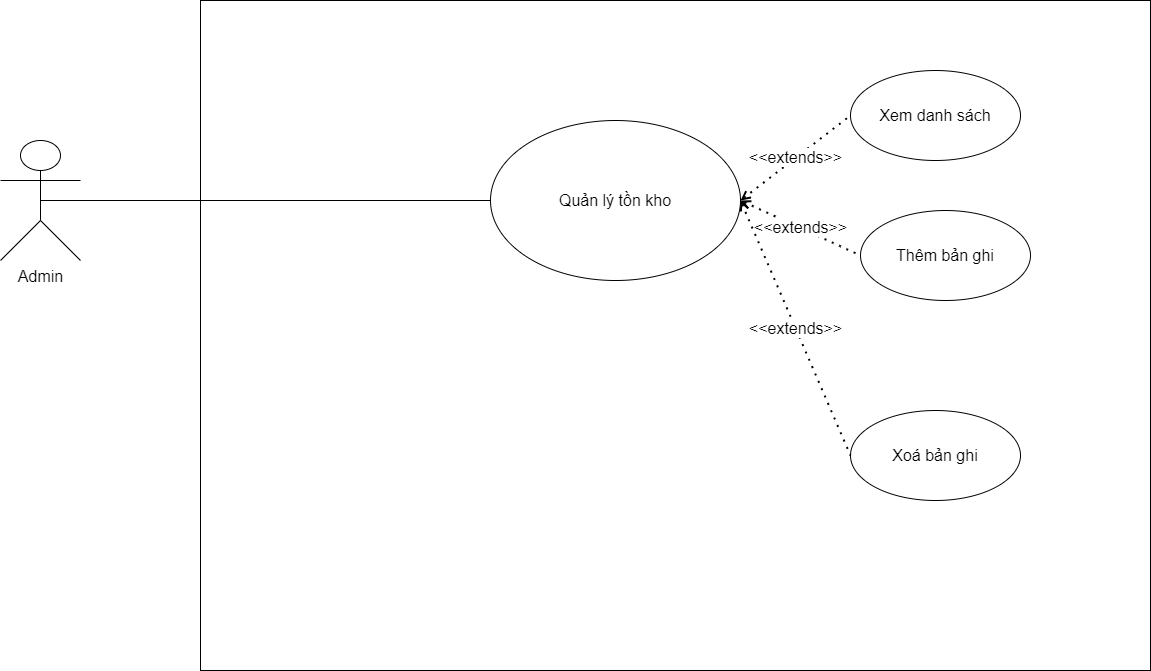 Admin
Quản lý tồn kho
Xem danh sách
<<extends>>
Thêm bản ghi
<<extends>>
Xoá bản ghi
<<extends>>